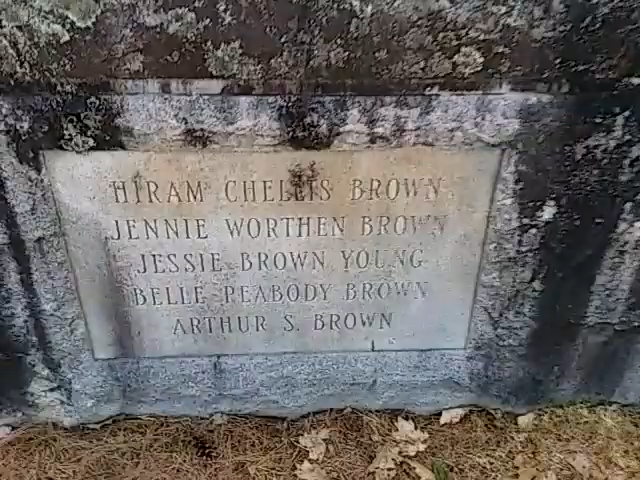 HIRAM CHELLIS BROWN
JENNIE WORTHEN BROWN
JESSIE BROWN YOUNG
BELLE PEABODY BROWN
ARTHUR S. BROWN